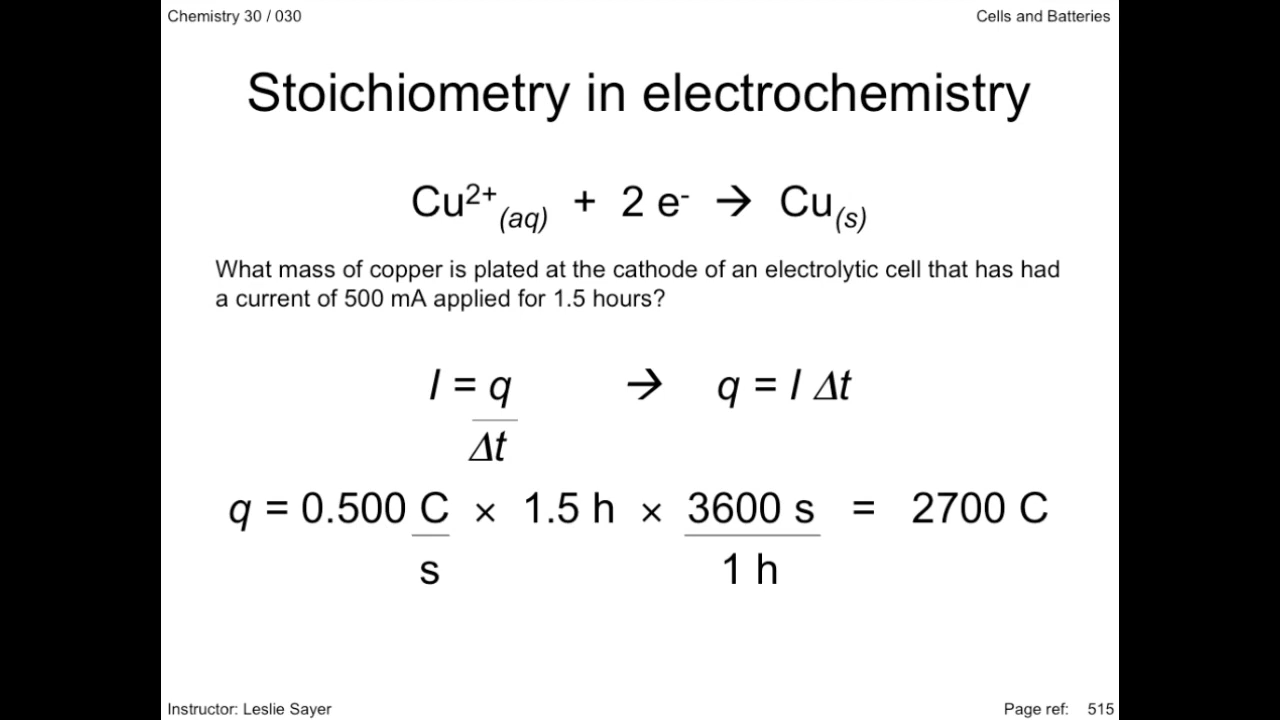 Chemistry 30 / 030
Cells and Batteries
Stoichiometry in electrochemistry
Cu²⁺(aq) + 2 e⁻ → Cu(s)
What mass of copper is plated at the cathode of an electrolytic cell that has had
a current of 500 mA applied for 1.5 hours?
I = q → q = I Δt
Δt
q = 0.500 C × 1.5 h × 3600 s = 2700 C
s 1 h
Instructor: Leslie Sayer
Page ref: 515